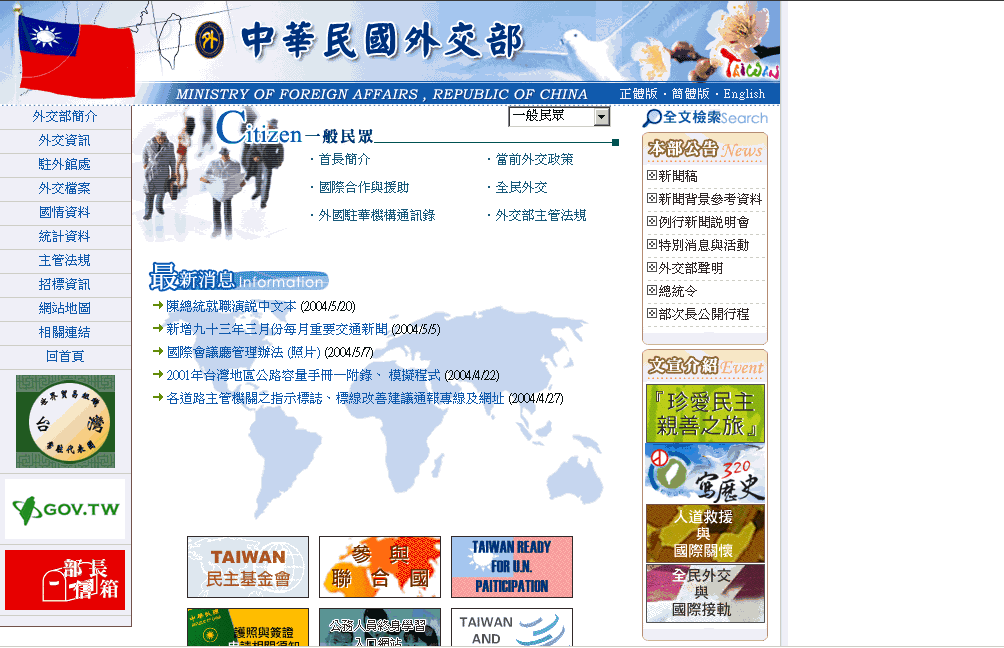 中華民國外交部
TAIWAN
MINISTRY OF FOREIGN AFFAIRS , REPUBLIC OF CHINA
正體版・簡體版・English
外交部簡介
外交資訊
駐外館處
外交檔案
國情資料
統計資料
主管法規
招標資訊
網站地圖
相關連結
回首頁
台灣
GOV.TW
部長信箱
Citizen 一般民眾
一般民眾
・首長簡介
・當前外交政策
・國際合作與援助
・全民外交
・外國駐華機構通訊錄
・外交部主管法規
最新消息 Information
陳總統就職演說中文本 (2004/5/20)
新增九十三年三月份每月重要交通新聞 (2004/5/5)
國際會議廳管理辦法 (照片) (2004/5/7)
2001年台灣地區公路容量手冊一附錄、 模擬程式 (2004/4/22)
各道路主管機關之指示標誌、標線改善建議通報專線及網址 (2004/4/27)
TAIWAN
民主基金會
參與
聯合國
TAIWAN READY
FOR U.N.
PAITICIPATION
護照與簽證
申請相關須知
公務人員終身學習
入口網站
TAIWAN
AND
全文檢索Search
本部公告 News
新聞稿
新聞背景參考資料
例行新聞說明會
特別消息與活動
外交部聲明
總統令
部次長公開行程
文宣介紹 Event
『珍愛民主
親善之旅』
320
寫歷史
人道救援
與
國際關懷
全民外交
與
國際接軌